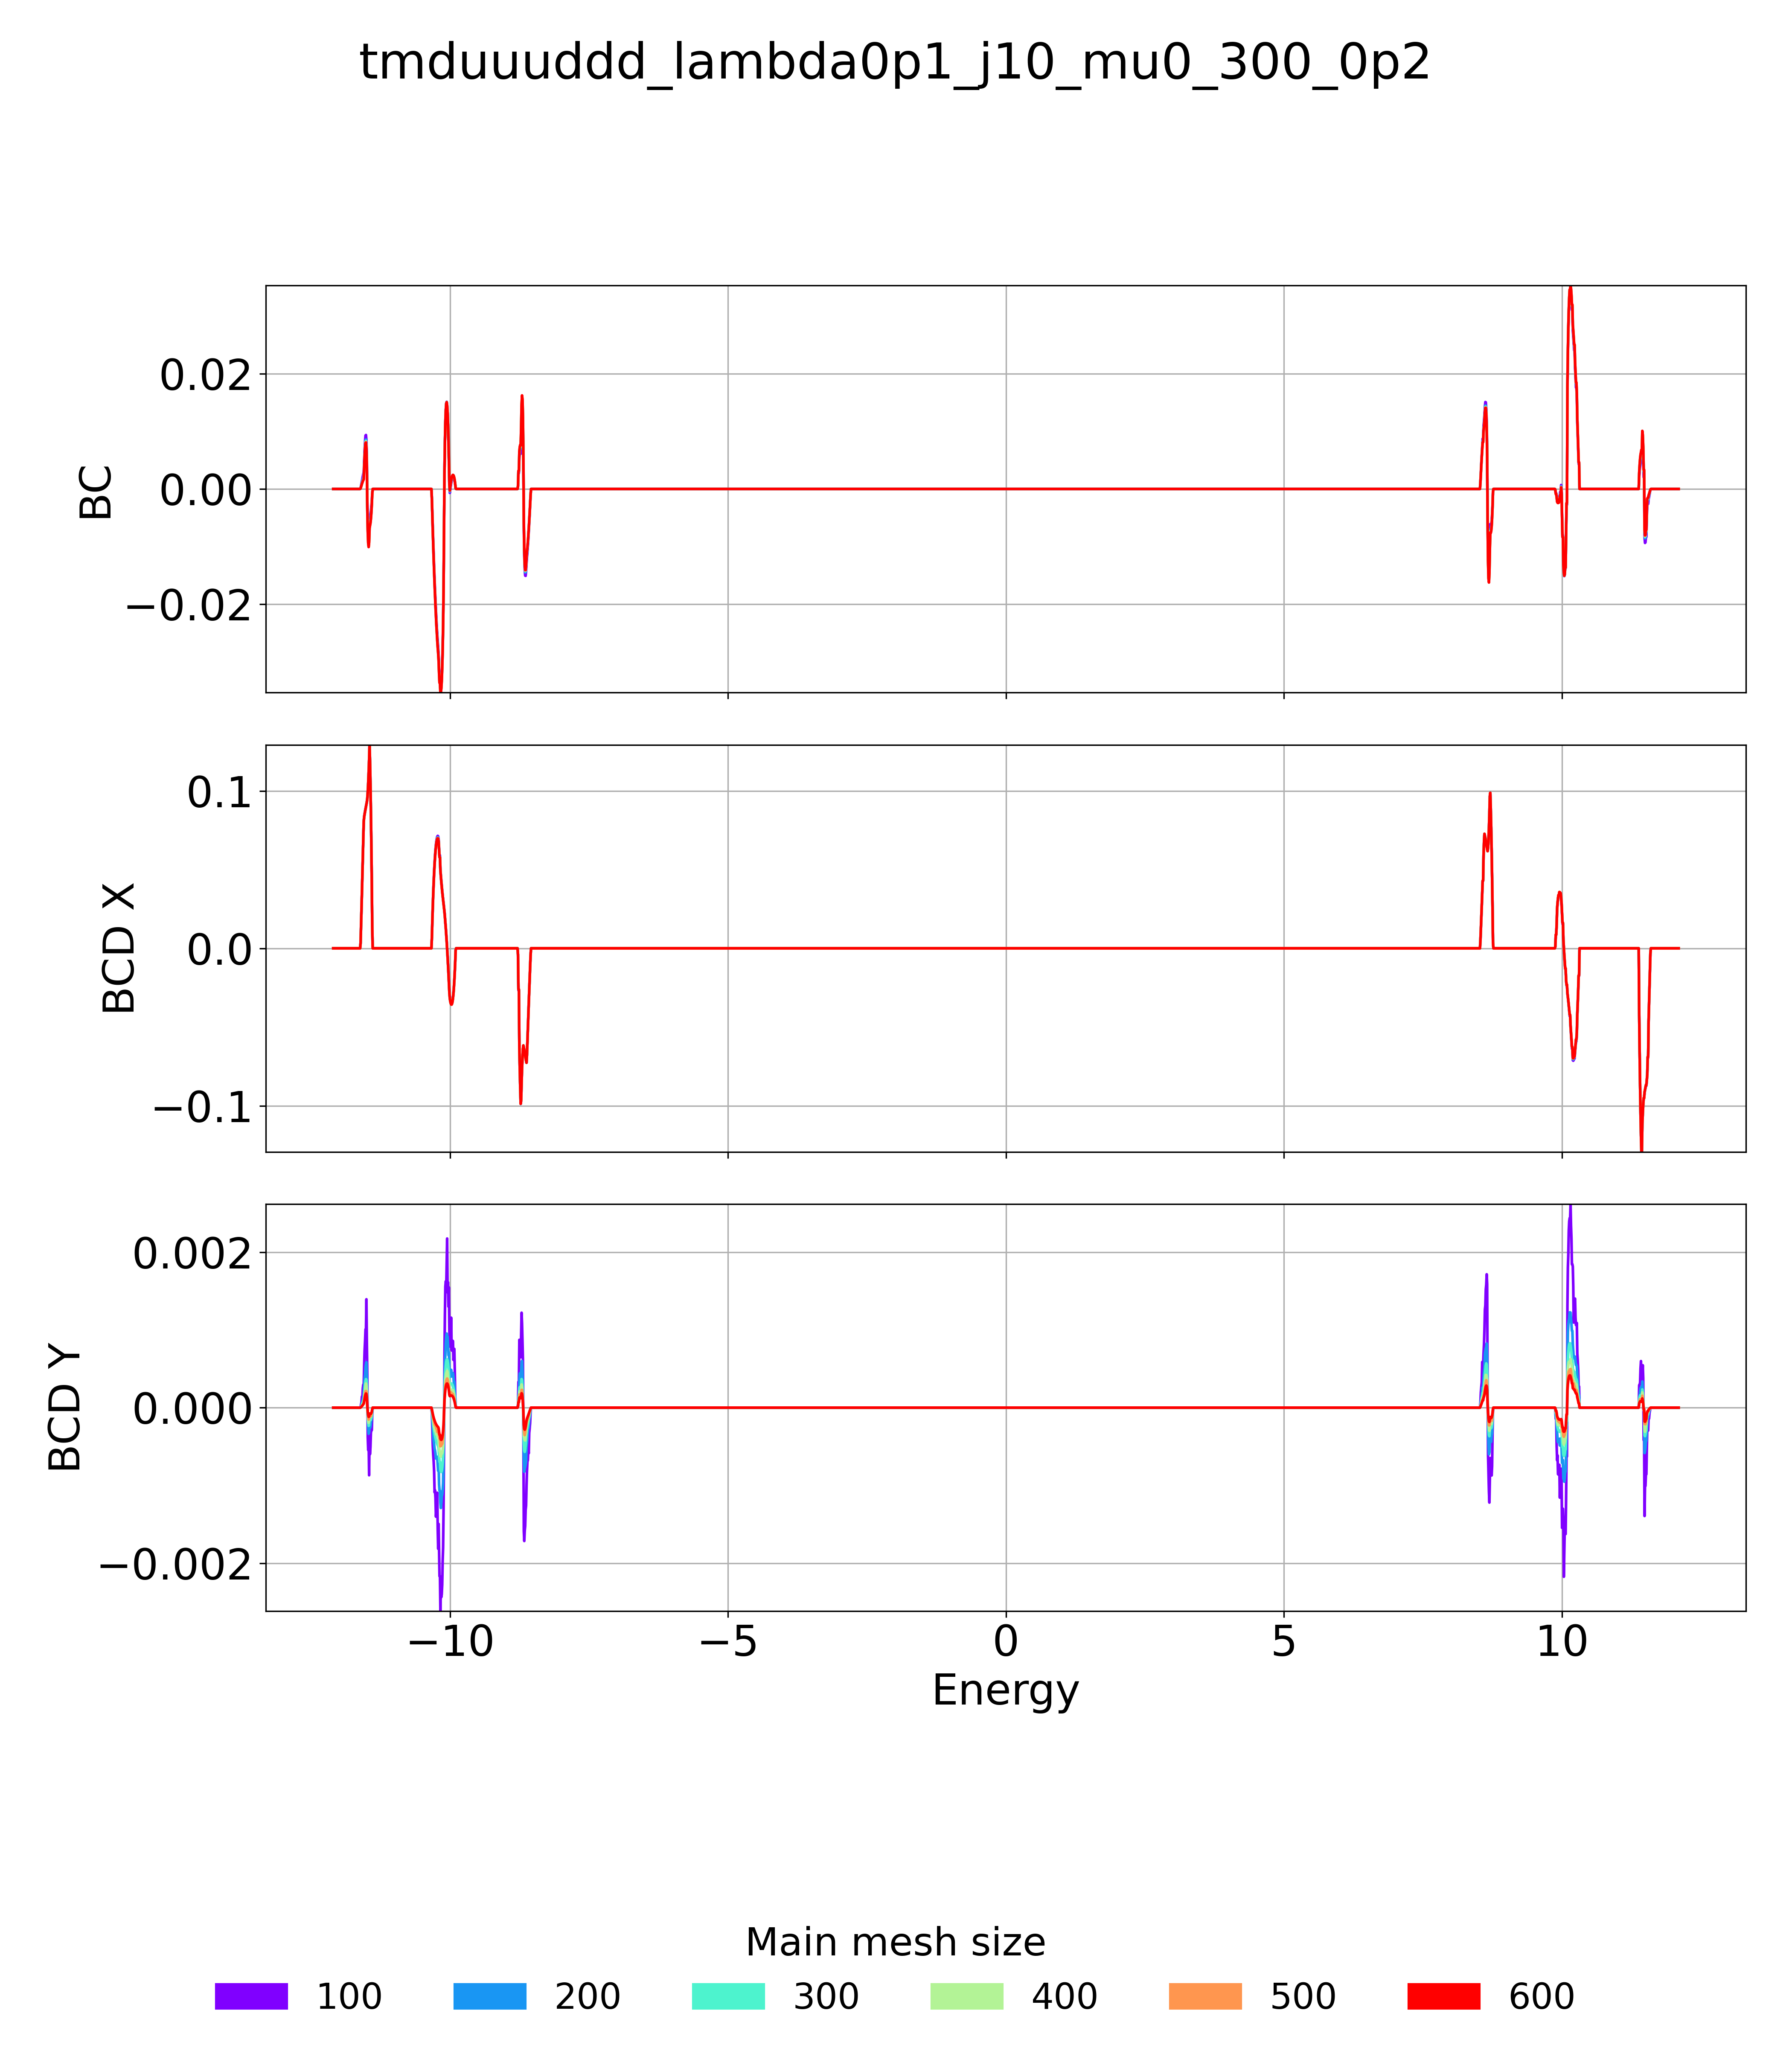 tmduuuddd_lambda0p1_j10_mu0_300_0p2
BC
0.02
0.00
−0.02
BCD X
0.1
0.0
−0.1
BCD Y
0.002
0.000
−0.002
−10 −5 0 5 10
Energy
Main mesh size
100 200 300 400 500 600